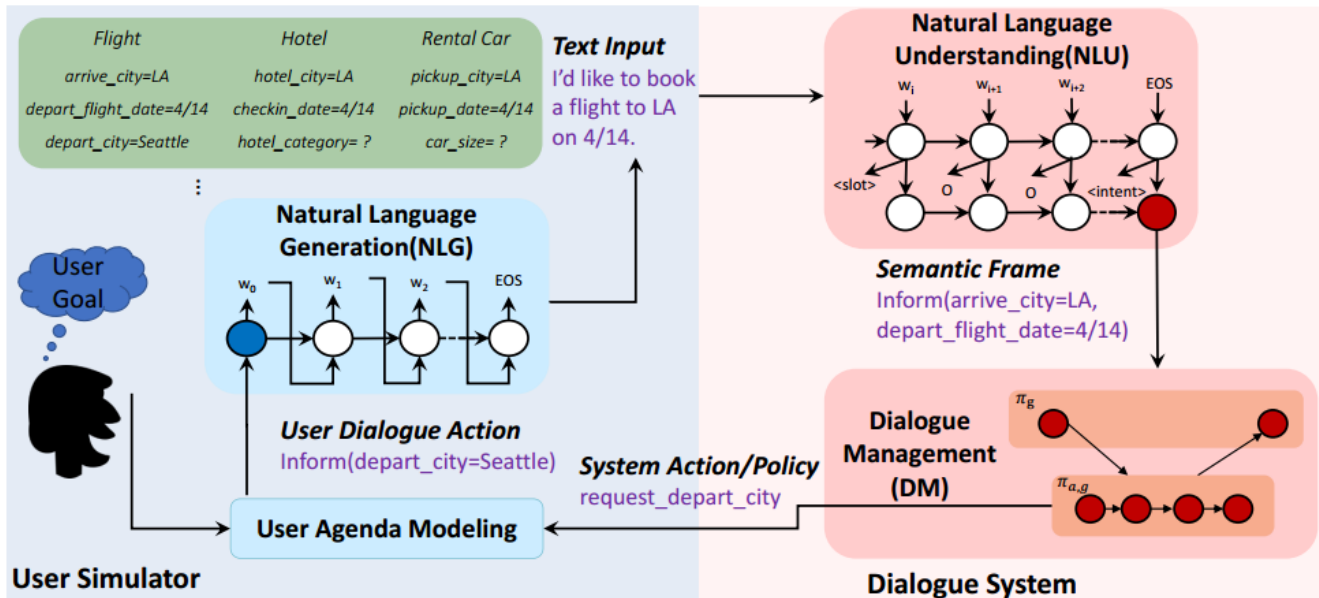 Flight Hotel Rental Car
arrive_city=LA hotel_city=LA pickup_city=LA
depart_flight_date=4/14 checkin_date=4/14 pickup_date=4/14
depart_city=Seattle hotel_category= ? car_size= ?
...
Text Input
I'd like to book
a flight to LA
on 4/14.
Natural Language
Generation(NLG)
w0 w1 w2 EOS
User
Goal
User Dialogue Action
Inform(depart_city=Seattle)
User Agenda Modeling
User Simulator
Natural Language
Understanding(NLU)
wi wi+1 wi+2 EOS
<slot> O O <intent>
Semantic Frame
Inform(arrive_city=LA,
depart_flight_date=4/14)
Dialogue
Management
(DM)
πg
πa,g
System Action/Policy
request_depart_city
Dialogue System